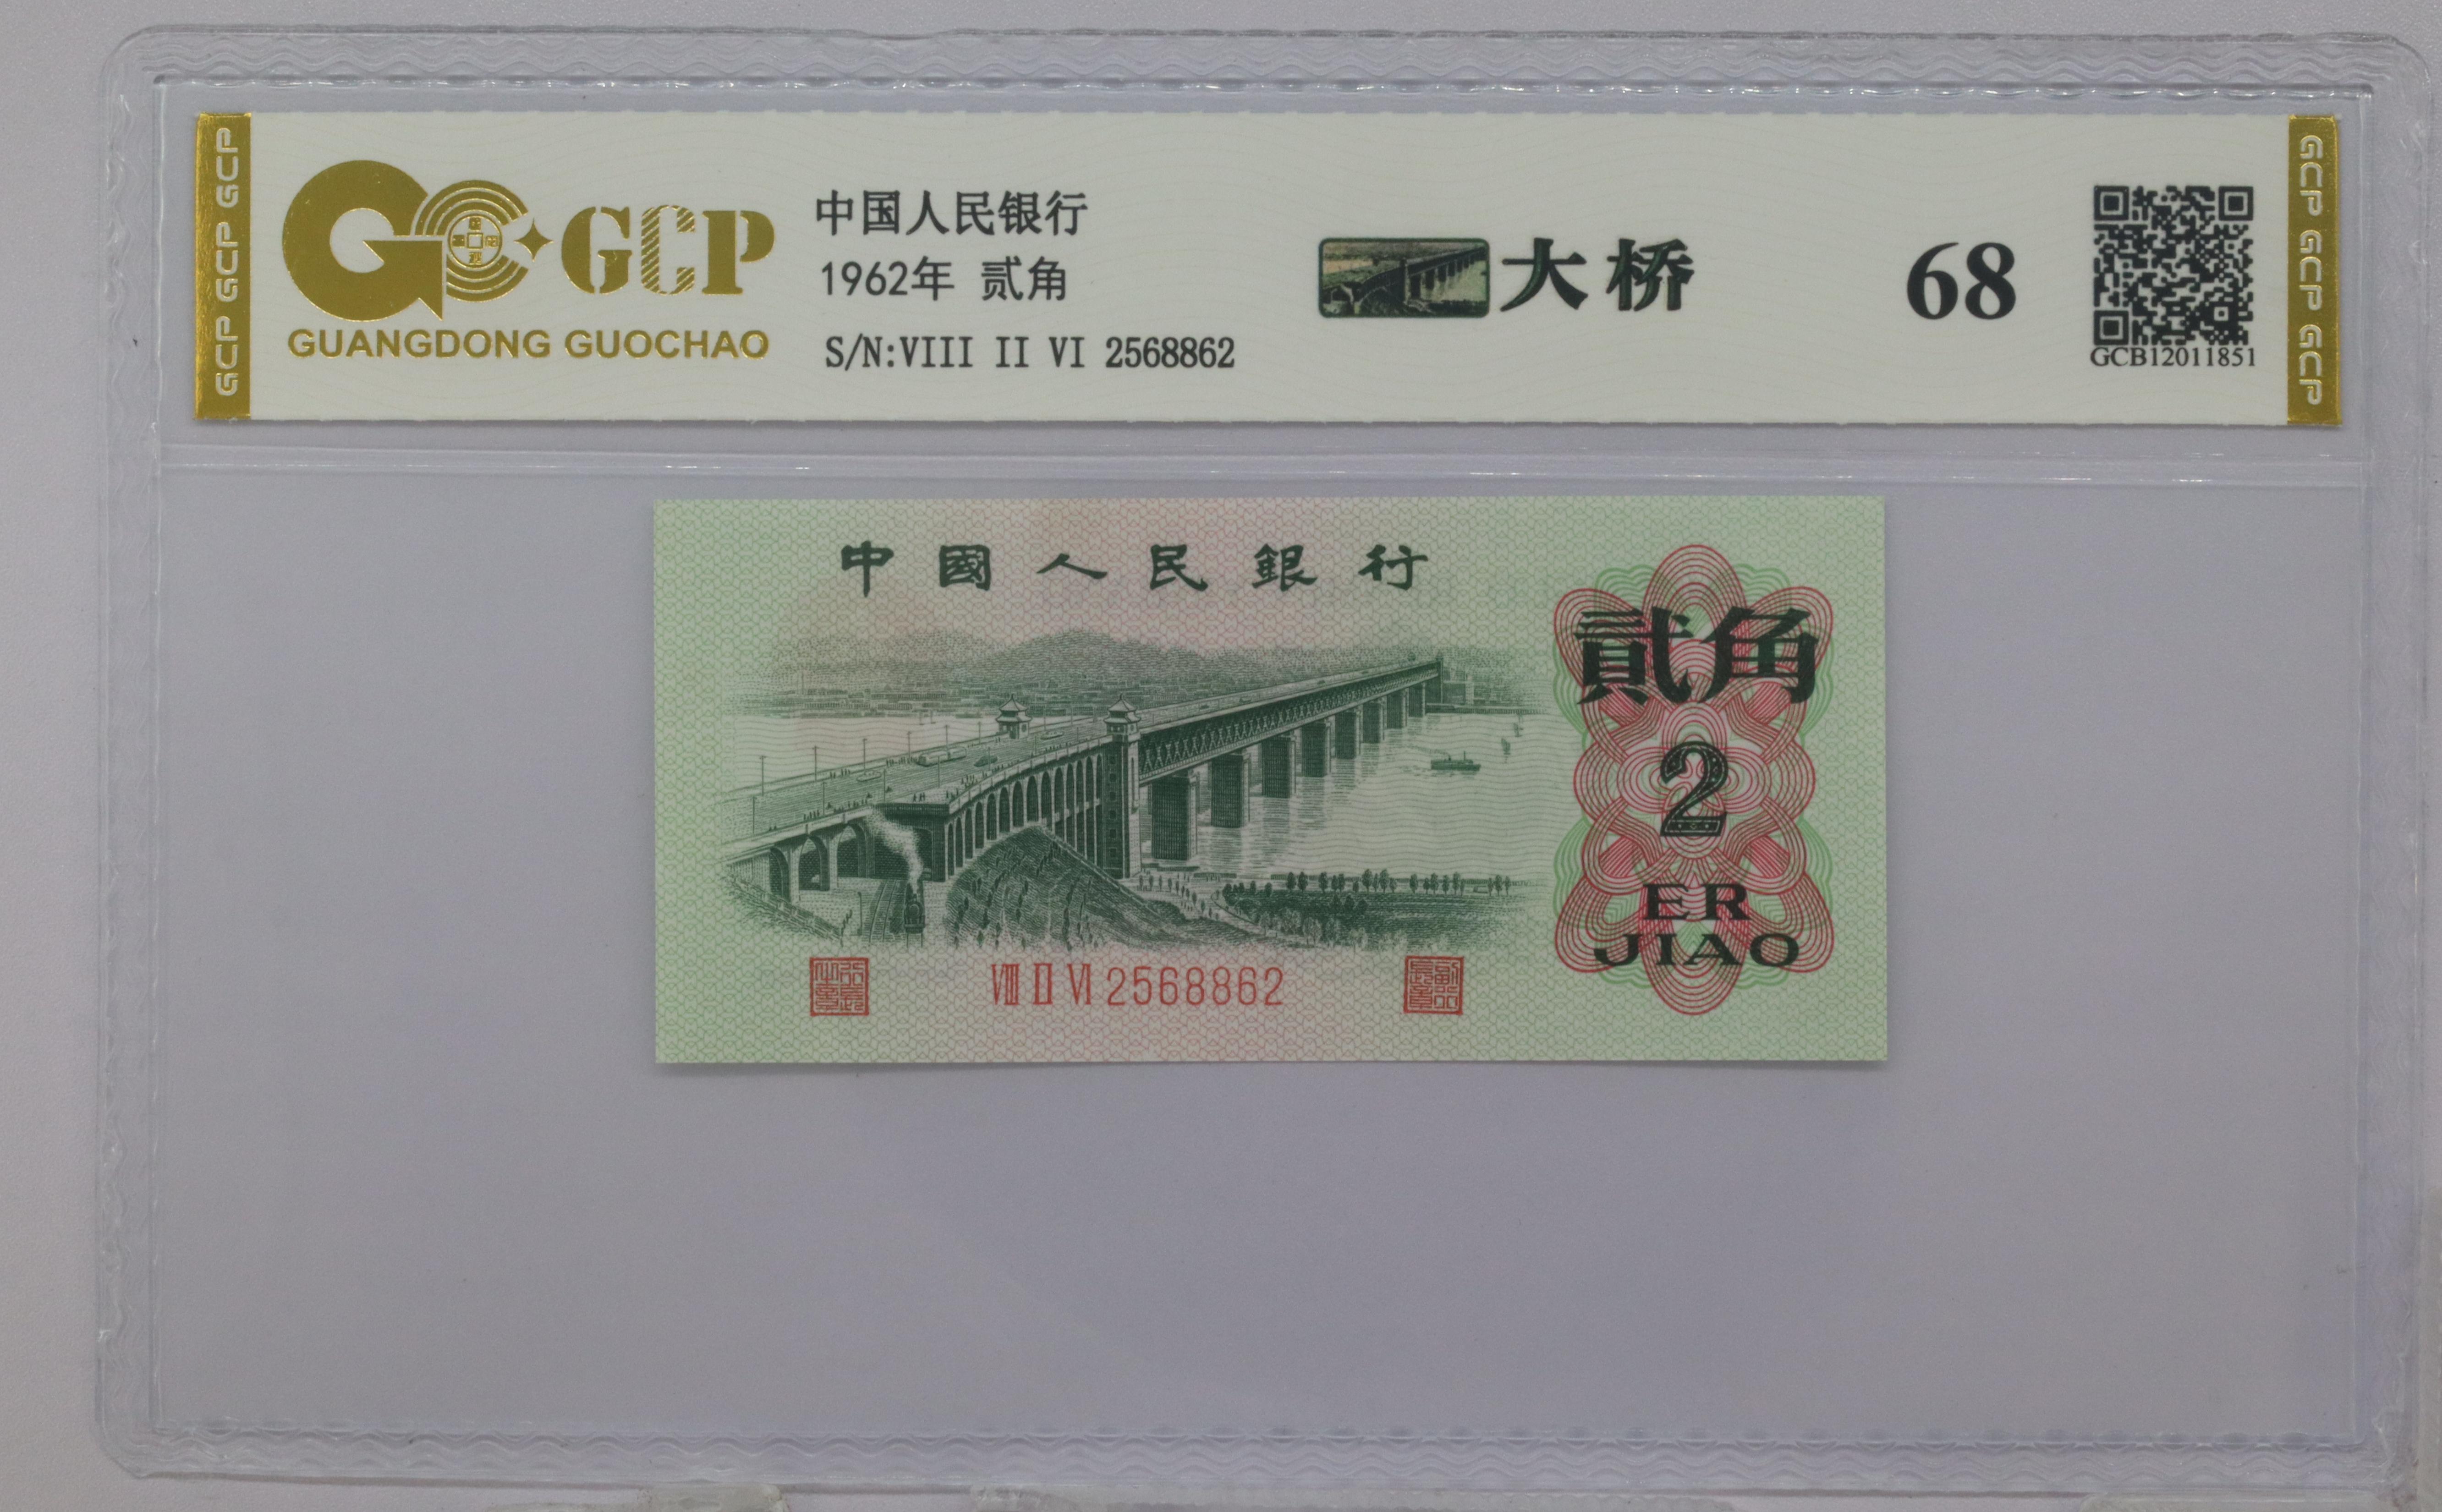 GCP GCP GCP
GCP
GUANGDONG GUOCHAO
中国人民银行
1962年 贰角
S/N:VIII II VI 2568862
大桥
68
GCB12011851
GCP GCP GCP
中國人民銀行
貳角
2
ER
JIAO
VIII II VI 2568862